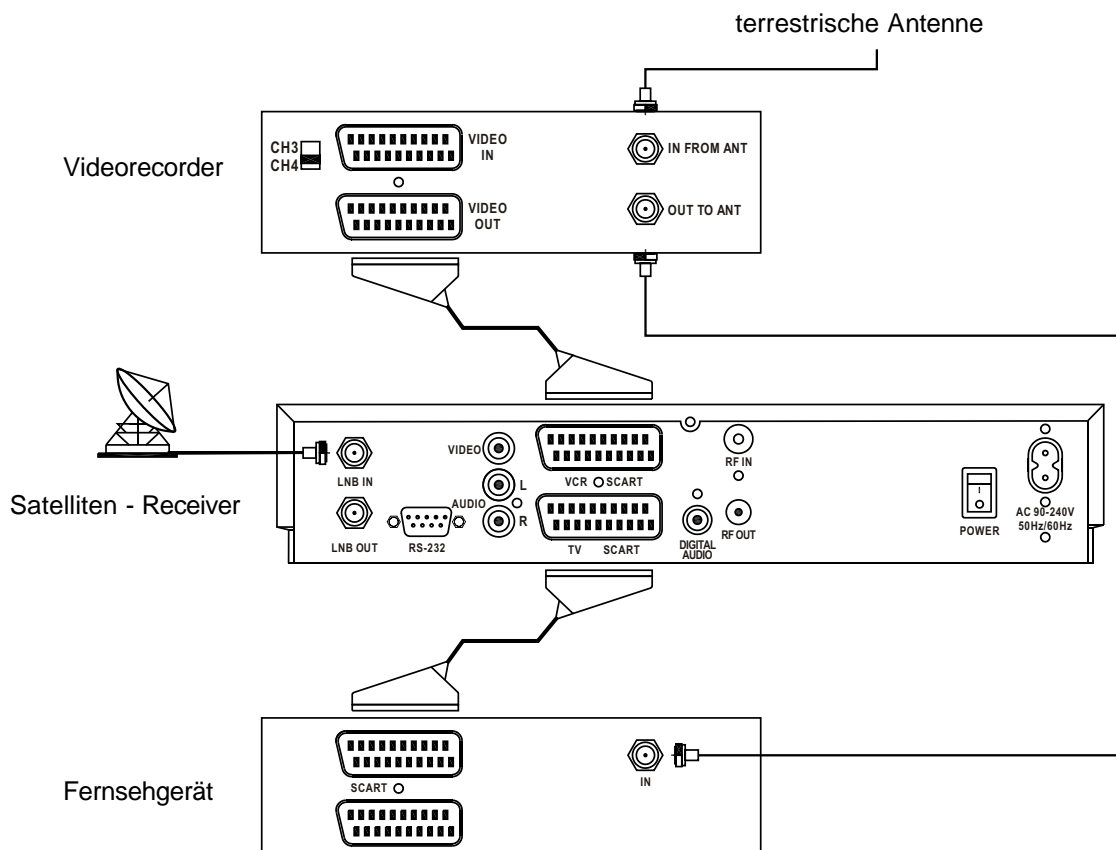 terrestrische Antenne
Videorecorder
CH3
CH4
VIDEO
IN
VIDEO
OUT
IN FROM ANT
OUT TO ANT
Satelliten - Receiver
LNB IN
LNB OUT
RS-232
VIDEO
AUDIO
L
R
VCR SCART
TV SCART
DIGITAL
AUDIO
RF IN
RF OUT
POWER
I
AC 90-240V
50Hz/60Hz
Fernsehgerät
SCART
IN